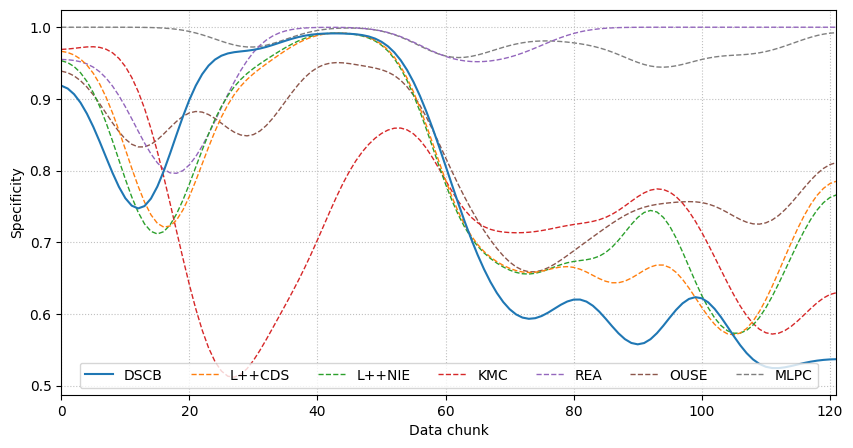 1.0
0.9
0.8
0.7
0.6
0.5
Specificity
DSCB L++CDS L++NIE KMC REA OUSE MLPC
0 20 40 60 80 100 120
Data chunk